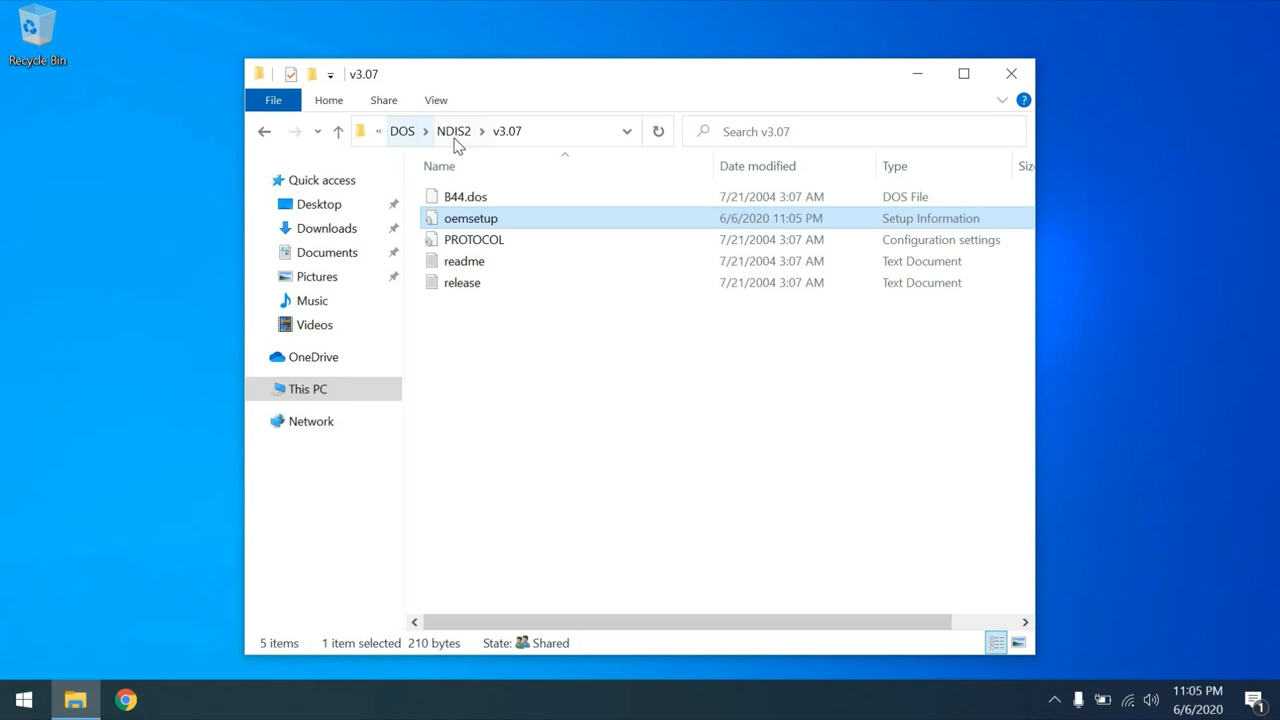 Recycle Bin
v3.07
File Home Share View
« DOS > NDIS2 > v3.07 Search v3.07
Name Date modified Type Siz
Quick access
Desktop
Downloads
Documents
Pictures
Music
Videos
OneDrive
This PC
Network
B44.dos 7/21/2004 3:07 AM DOS File
oemsetup 6/6/2020 11:05 PM Setup Information
PROTOCOL 7/21/2004 3:07 AM Configuration settings
readme 7/21/2004 3:07 AM Text Document
release 7/21/2004 3:07 AM Text Document
5 items 1 item selected 210 bytes State: Shared
11:05 PM
6/6/2020
1